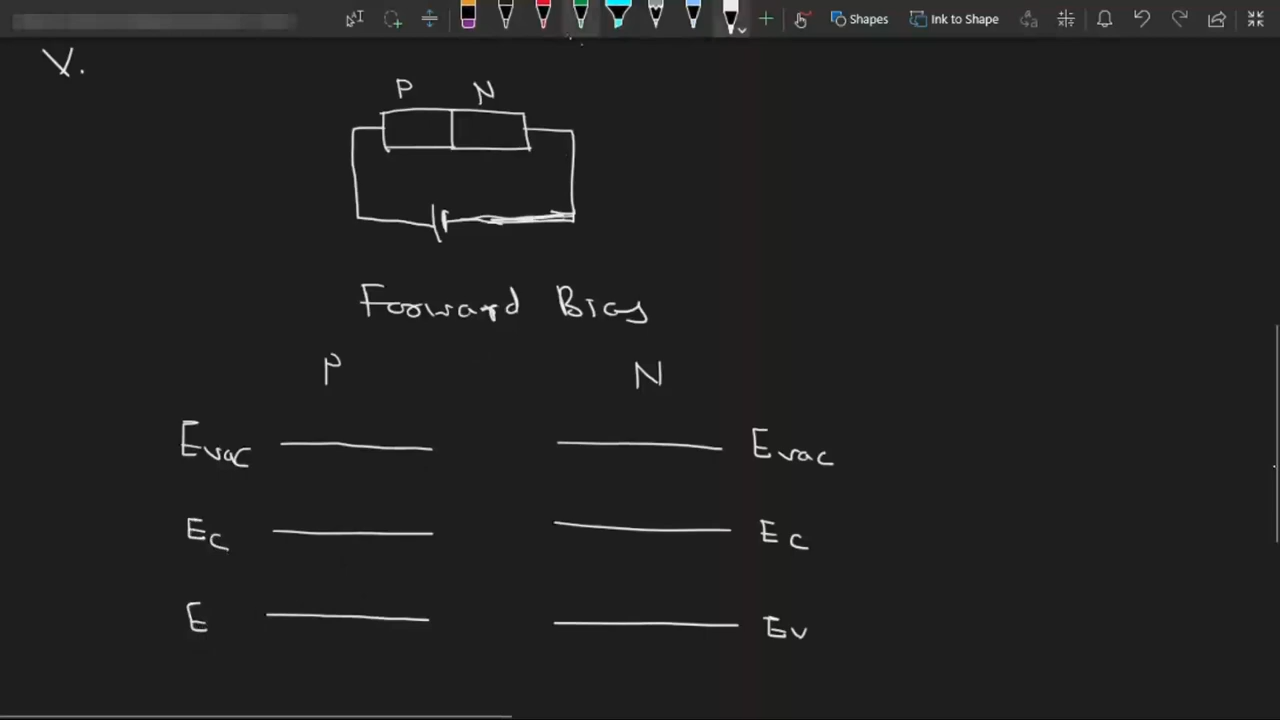 Shapes Ink to Shape
V.
P N
Forward Bias
P N
Evac Evac
Ec Ec
E Ev